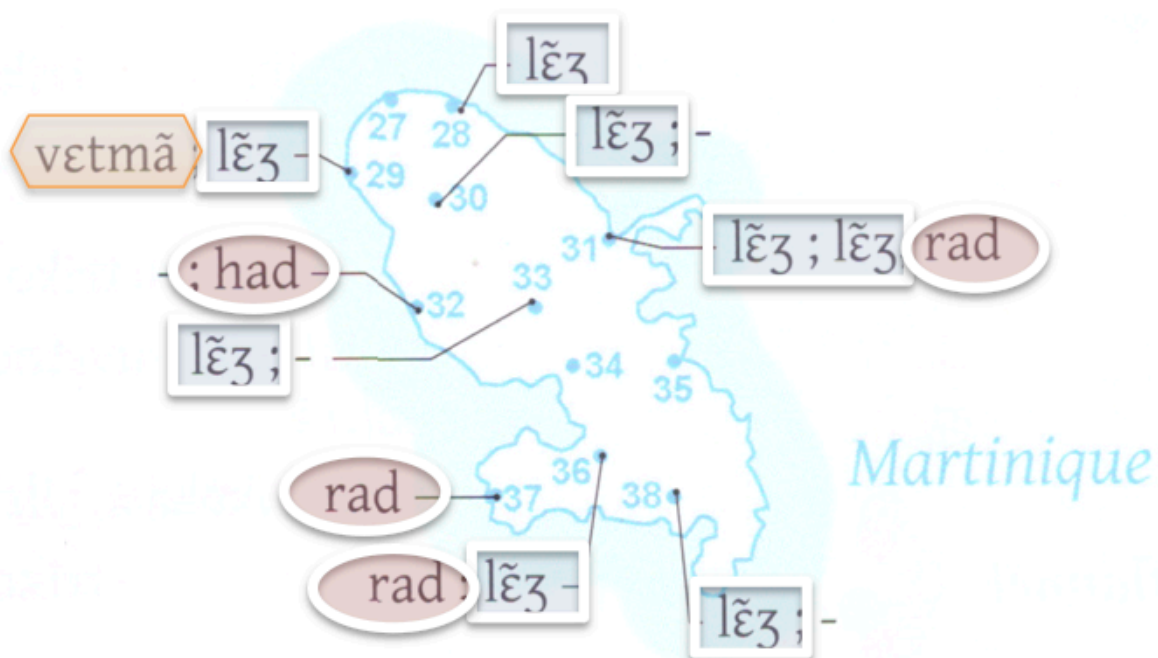 lɛ̃ʒ
27
28
lɛ̃ʒ ; -
vɛtmã ; lɛ̃ʒ
29
30
31
lɛ̃ʒ ; lɛ̃ʒ rad
- ; had
33
32
lɛ̃ʒ ; -
34
35
Martinique
36
rad
37
38
rad ; lɛ̃ʒ
lɛ̃ʒ ; -